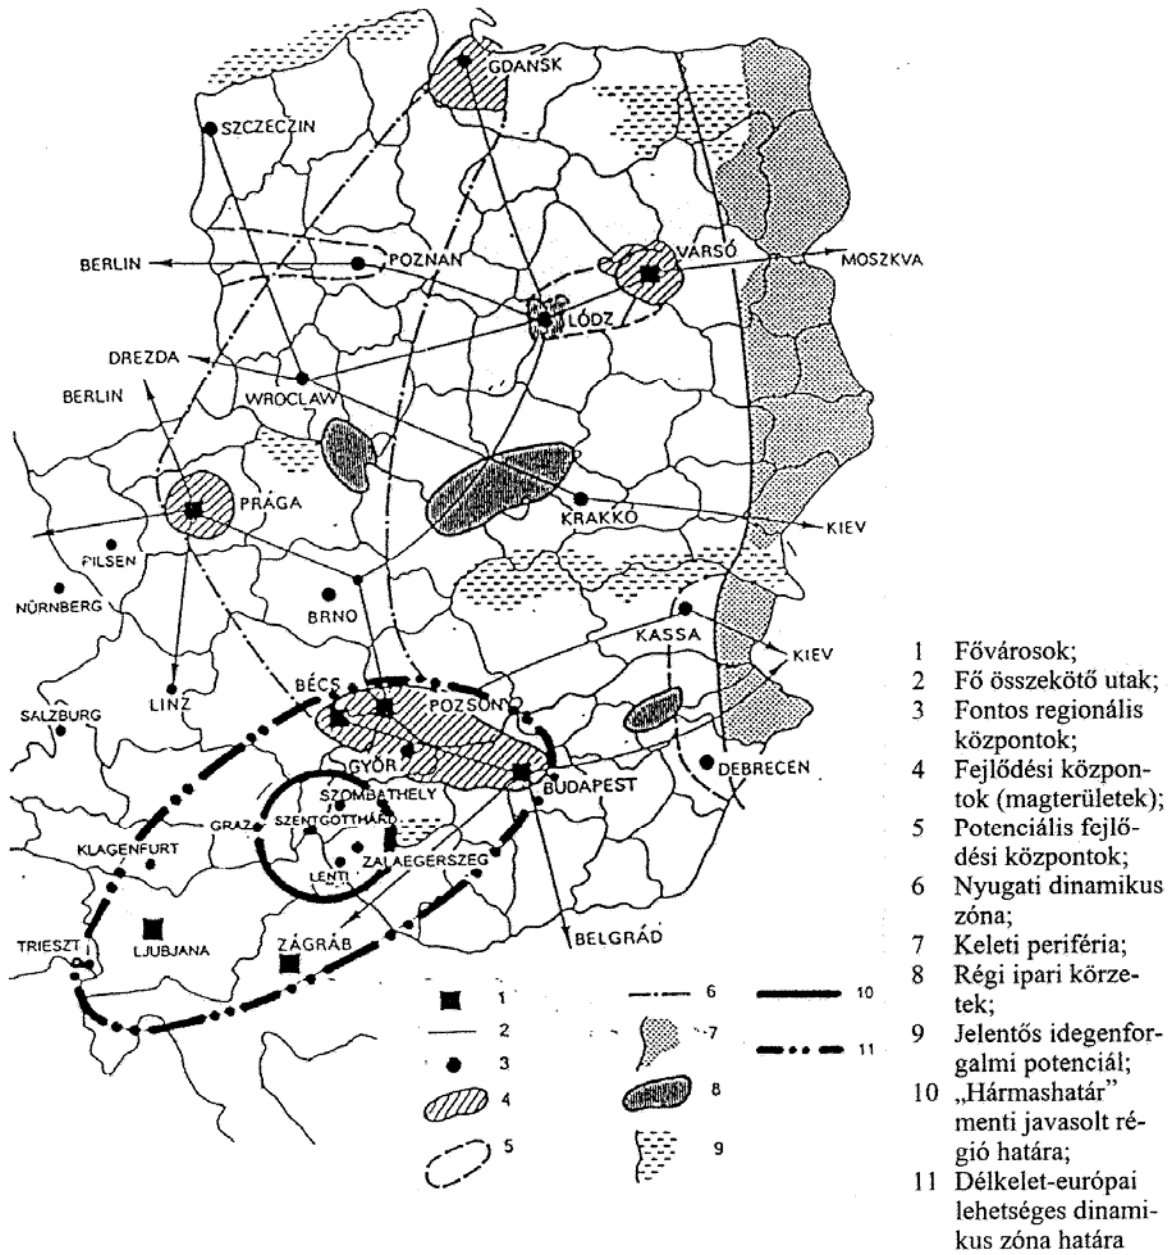 GDANSK
SZCZECZIN
BERLIN
POZNAN
VARSÓ
MOSZKVA
LÓDZ
DREZDA
BERLIN
WROCLAW
PRÁGA
KRAKKÓ
KIEV
PILSEN
NÜRNBERG
BRNO
KASSA
KIEV
BÉCS
LINZ
POZSONY
SALZBURG
GYŐR
DEBRECEN
BUDAPEST
SZOMBATHELY
GRAZ
SZENTGOTTHÁRD
KLAGENFURT
ZALAEGERSZEG
LENTI
TRIESZT
LJUBJANA
ZÁGRÁB
BELGRÁD
1
2
3
4
5
6
7
8
9
10
11
1 Fővárosok;
2 Fő összekötő utak;
3 Fontos regionális
központok;
4 Fejlődési közpon-
tok (magterületek);
5 Potenciális fejlő-
dési központok;
6 Nyugati dinamikus
zóna;
7 Keleti periféria;
8 Régi ipari körze-
tek;
9 Jelentős idegenfor-
galmi potenciál;
10 „Hármashatár”
menti javasolt ré-
gió határa;
11 Délkelet-európai
lehetséges dinami-
kus zóna határa